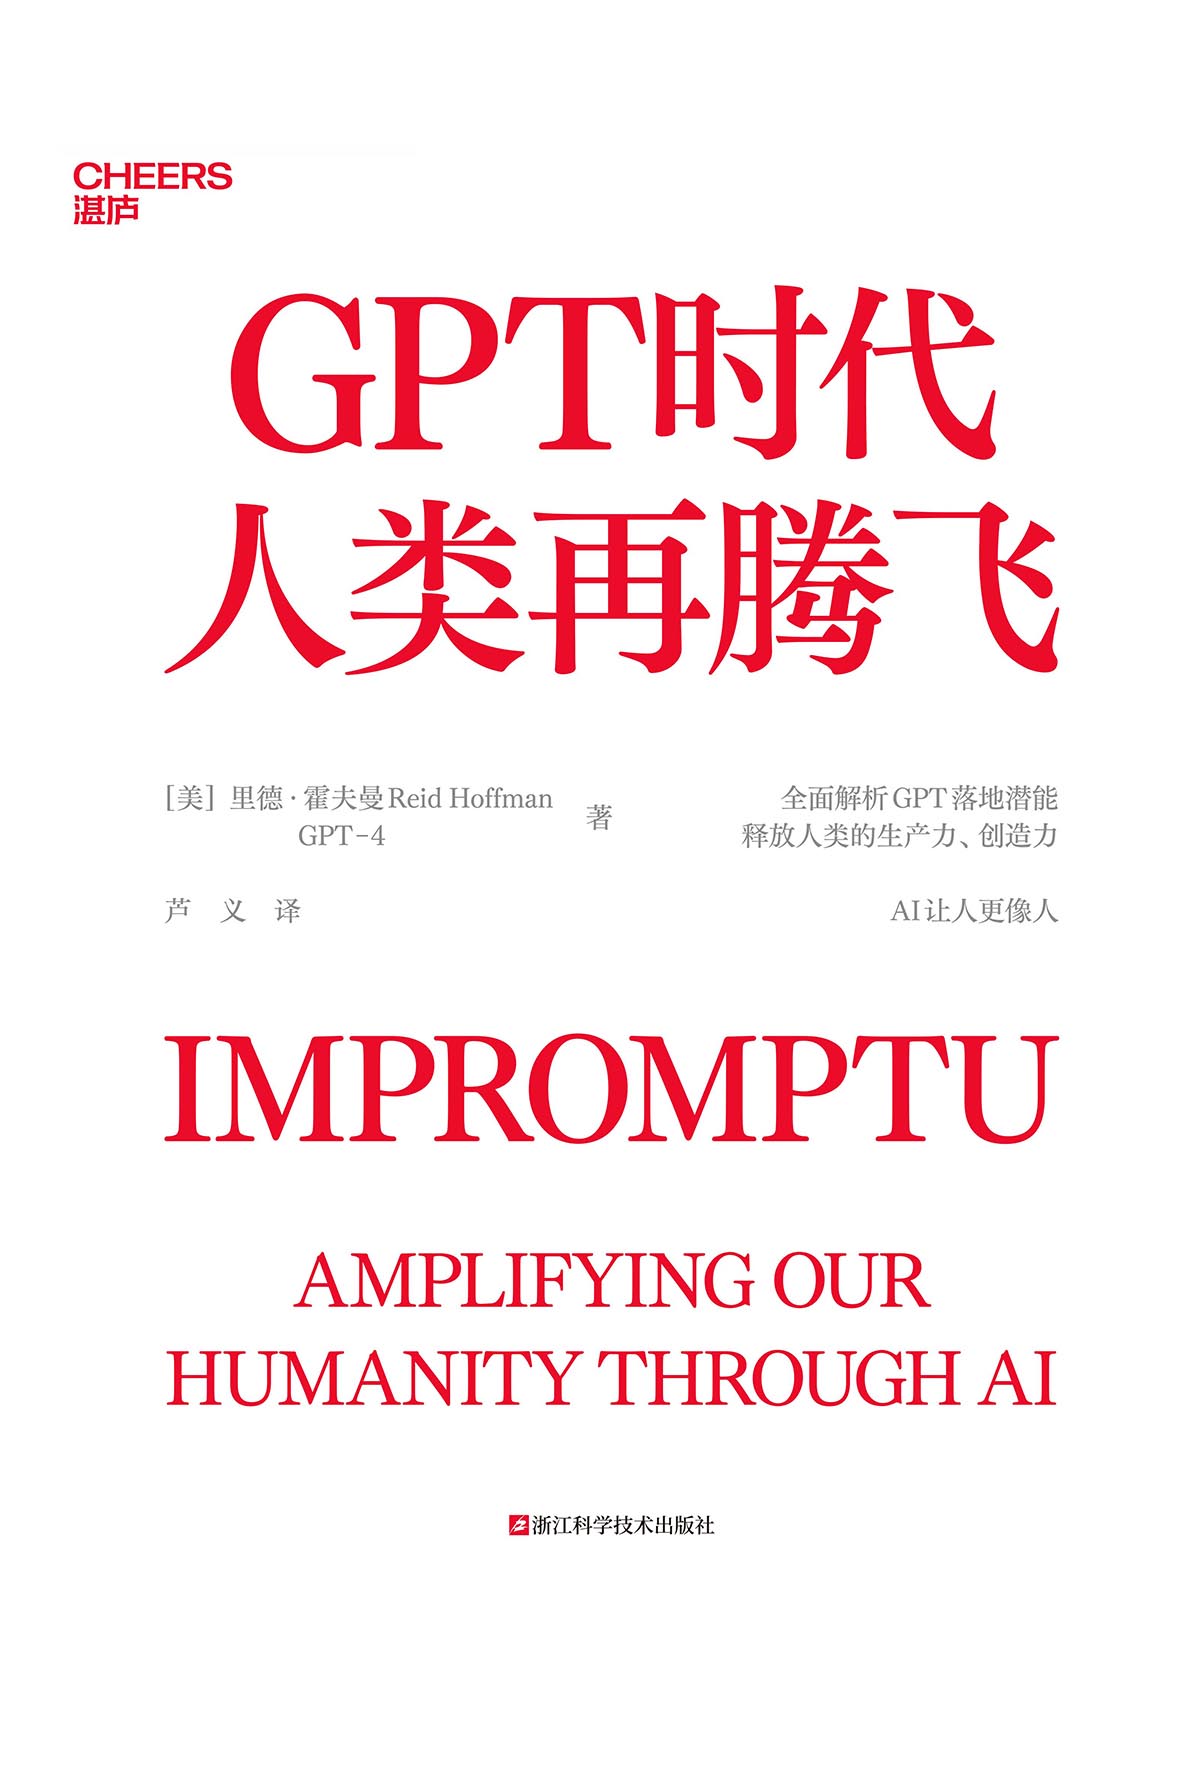 CHEERS
湛庐
GPT时代
人类再腾飞
[美] 里德·霍夫曼 Reid Hoffman
GPT-4
著
芦 义 译
全面解析GPT落地潜能
释放人类的生产力、创造力
AI让人更像人
IMPROMPTU
AMPLIFYING OUR
HUMANITY THROUGH AI
浙江科学技术出版社